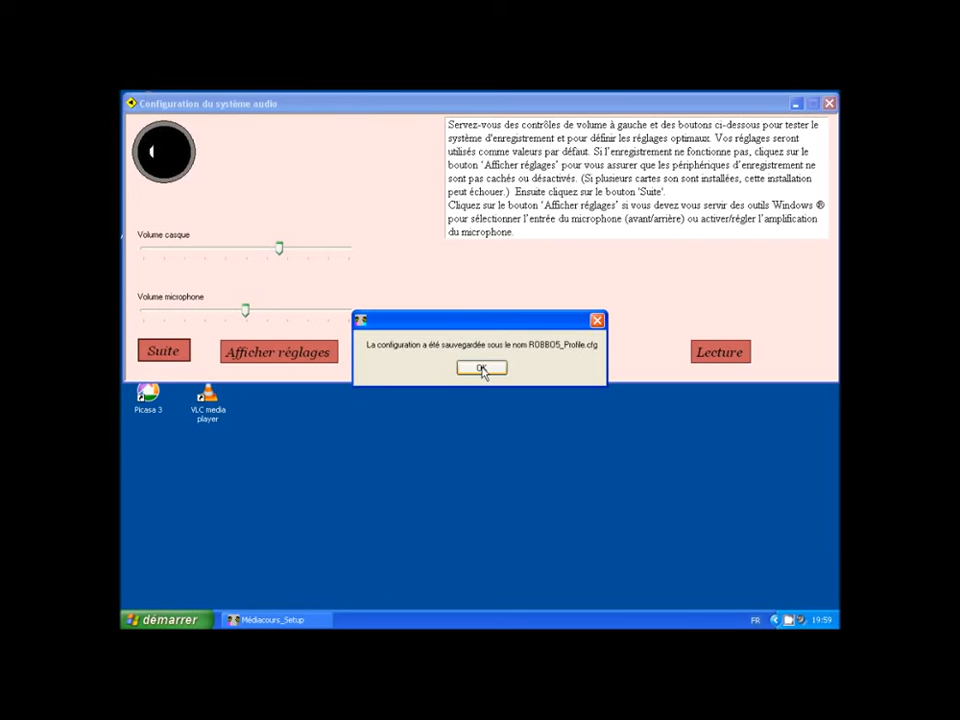 Configuration du système audio
Servez-vous des contrôles de volume à gauche et des boutons ci-dessous pour tester le
système d'enregistrement et pour définir les réglages optimaux. Vos réglages seront
utilisés comme valeurs par défaut. Si l'enregistrement ne fonctionne pas, cliquez sur le
bouton 'Afficher réglages' pour vous assurer que les périphériques d'enregistrement ne
sont pas cachés ou désactivés. (Si plusieurs cartes son sont installées, cette installation
peut échouer.) Ensuite cliquez sur le bouton 'Suite'.
Cliquez sur le bouton 'Afficher réglages' si vous devez vous servir des outils Windows ®
pour sélectionner l'entrée du microphone (avant/arrière) ou activer/régler l'amplification
du microphone.
Volume casque
Volume microphone
Suite
Afficher réglages
Lecture
La configuration a été sauvegardée sous le nom ROBBO5_Profile.cfg
OK
Picasa 3
VLC media
player
démarrer
Médiacours_Setup
FR
19:59